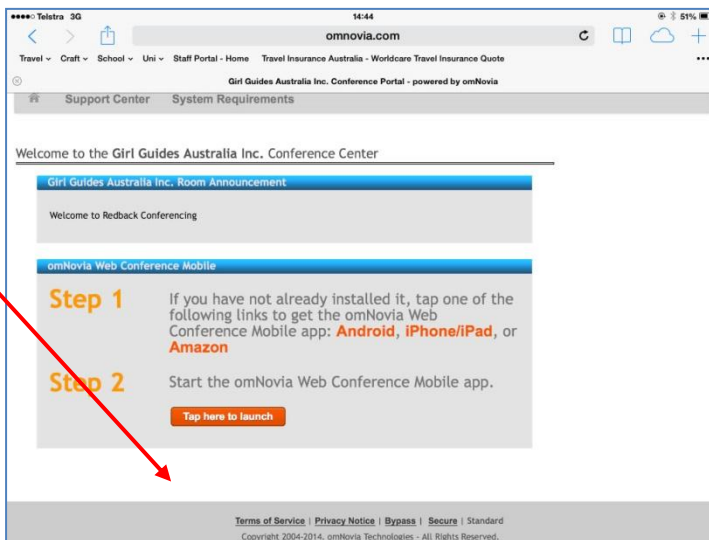 Telstra 3G 14:44 51%
omnovia.com
Travel Craft School Uni Staff Portal - Home Travel Insurance Australia - Worldcare Travel Insurance Quote
Girl Guides Australia Inc. Conference Portal - powered by omNovia
Support Center System Requirements
Welcome to the Girl Guides Australia Inc. Conference Center
Girl Guides Australia Inc. Room Announcement
Welcome to Redback Conferencing
omNovia Web Conference Mobile
Step 1
If you have not already installed it, tap one of the
following links to get the omNovia Web
Conference Mobile app: Android, iPhone/iPad, or
Amazon
Step 2
Start the omNovia Web Conference Mobile app.
Tap here to launch
Terms of Service | Privacy Notice | Bypass | Secure | Standard
Copyright 2004-2014, omNovia Technologies - All Rights Reserved.